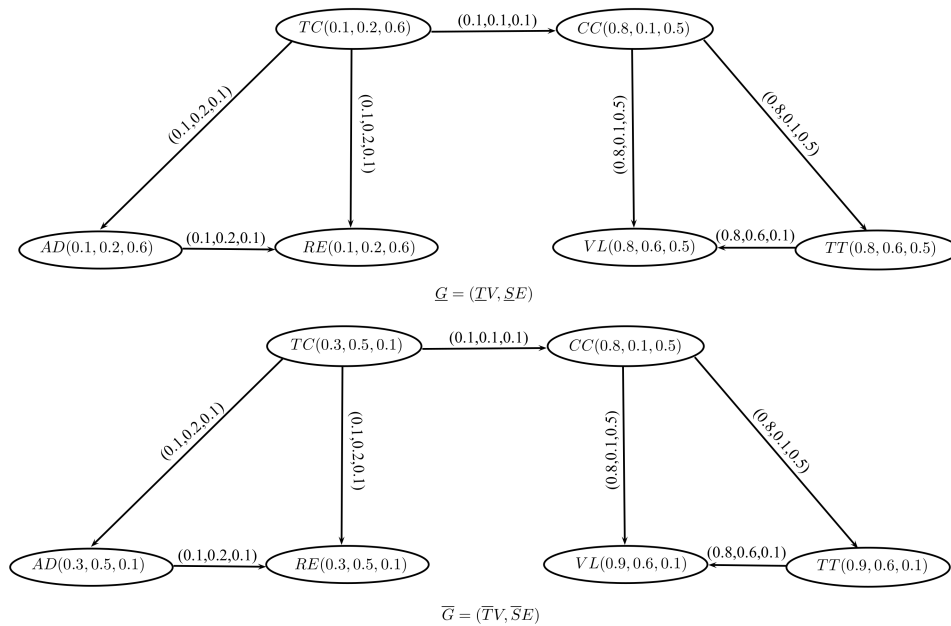 TC(0.1, 0.2, 0.6)
(0.1,0.1,0.1)
CC(0.8, 0.1, 0.5)
(0.1,0.2,0.1)
(0.1,0.2,0.1)
(0.8,0.1,0.5)
(0.8,0.1,0.5)
AD(0.1, 0.2, 0.6)
(0.1,0.2,0.1)
RE(0.1, 0.2, 0.6)
VL(0.8, 0.6, 0.5)
(0.8,0.6,0.1)
TT(0.8, 0.6, 0.5)
G̲ = (T̲V, S̲E)
TC(0.3, 0.5, 0.1)
(0.1,0.1,0.1)
CC(0.8, 0.1, 0.5)
(0.1,0.2,0.1)
(0.1,0.2,0.1)
(0.8,0.1,0.5)
(0.8,0.1,0.5)
AD(0.3, 0.5, 0.1)
(0.1,0.2,0.1)
RE(0.3, 0.5, 0.1)
VL(0.9, 0.6, 0.1)
(0.8,0.6,0.1)
TT(0.9, 0.6, 0.1)
G̅ = (T̅V, S̅E)